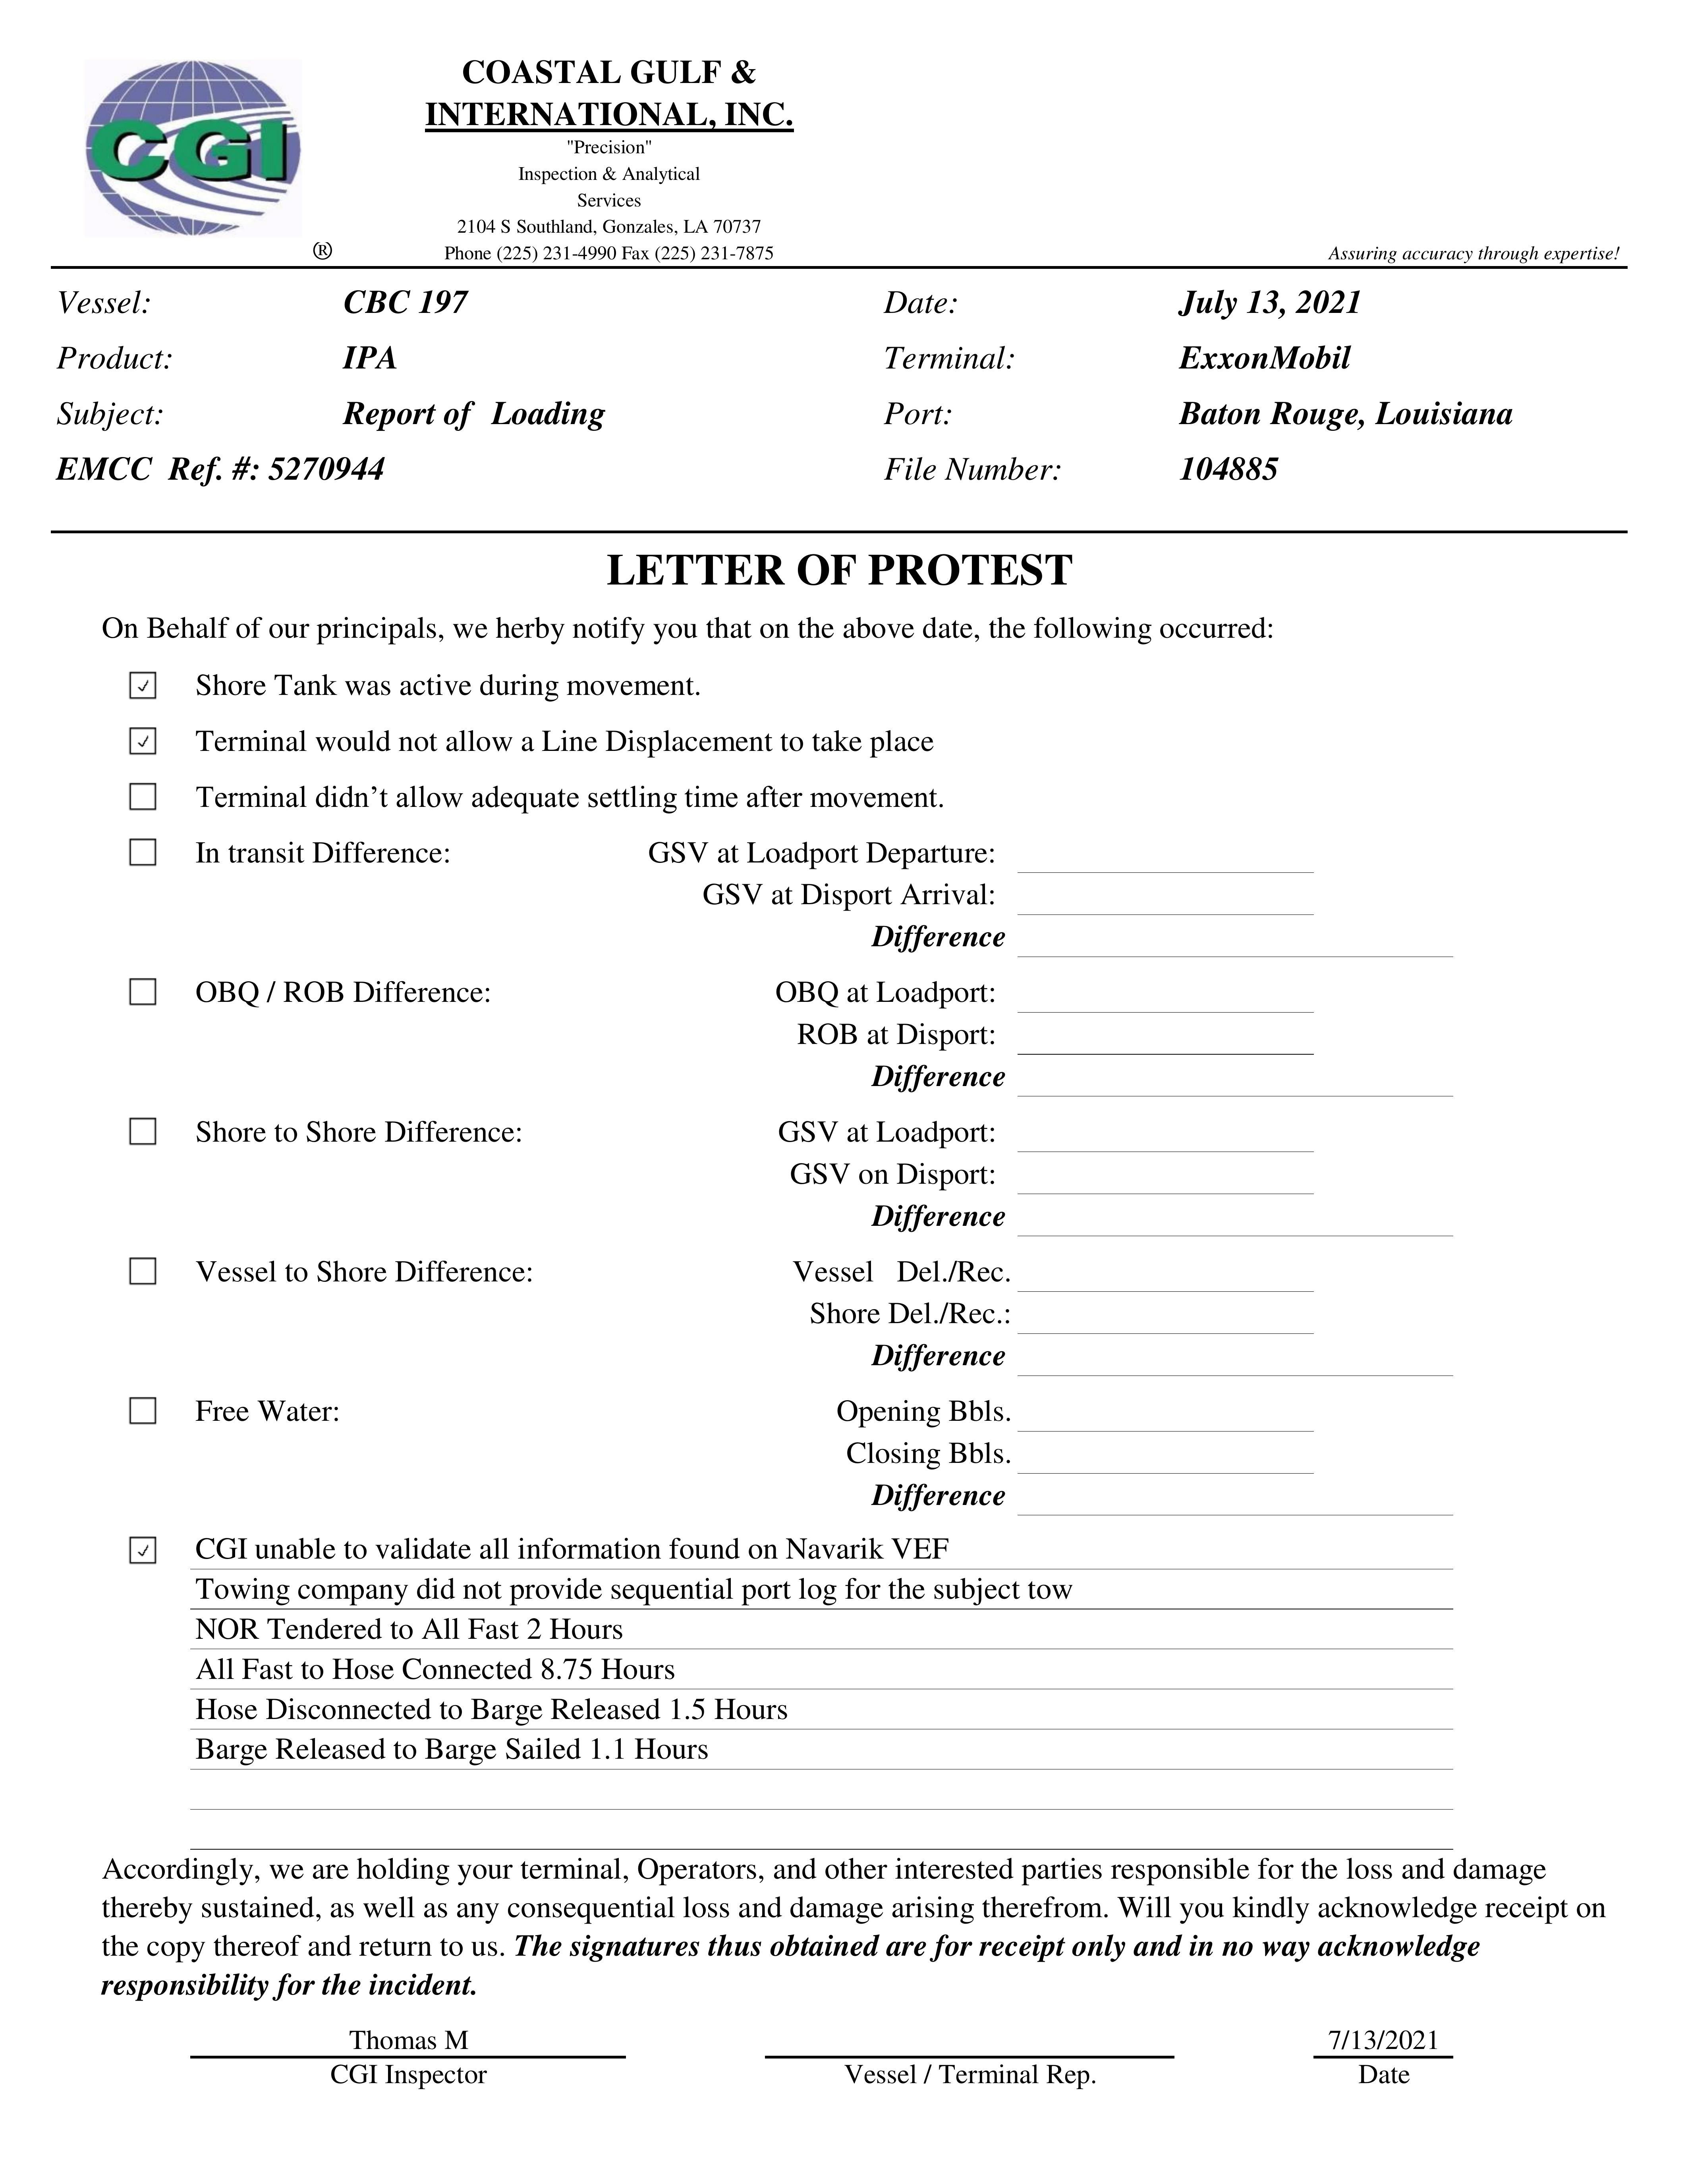 CGI
®
COASTAL GULF &
INTERNATIONAL, INC.
"Precision"
Inspection & Analytical
Services
2104 S Southland, Gonzales, LA 70737
Phone (225) 231-4990 Fax (225) 231-7875
Assuring accuracy through expertise!
Vessel: CBC 197 Date: July 13, 2021
Product: IPA Terminal: ExxonMobil
Subject: Report of Loading Port: Baton Rouge, Louisiana
EMCC Ref. #: 5270944 File Number: 104885
LETTER OF PROTEST
On Behalf of our principals, we herby notify you that on the above date, the following occurred:
Shore Tank was active during movement.
Terminal would not allow a Line Displacement to take place
Terminal didn’t allow adequate settling time after movement.
In transit Difference: GSV at Loadport Departure:
GSV at Disport Arrival:
Difference
OBQ / ROB Difference: OBQ at Loadport:
ROB at Disport:
Difference
Shore to Shore Difference: GSV at Loadport:
GSV on Disport:
Difference
Vessel to Shore Difference: Vessel Del./Rec.
Shore Del./Rec.:
Difference
Free Water: Opening Bbls.
Closing Bbls.
Difference
CGI unable to validate all information found on Navarik VEF
Towing company did not provide sequential port log for the subject tow
NOR Tendered to All Fast 2 Hours
All Fast to Hose Connected 8.75 Hours
Hose Disconnected to Barge Released 1.5 Hours
Barge Released to Barge Sailed 1.1 Hours
Accordingly, we are holding your terminal, Operators, and other interested parties responsible for the loss and damage
thereby sustained, as well as any consequential loss and damage arising therefrom. Will you kindly acknowledge receipt on
the copy thereof and return to us. The signatures thus obtained are for receipt only and in no way acknowledge
responsibility for the incident.
Thomas M 7/13/2021
CGI Inspector Vessel / Terminal Rep. Date